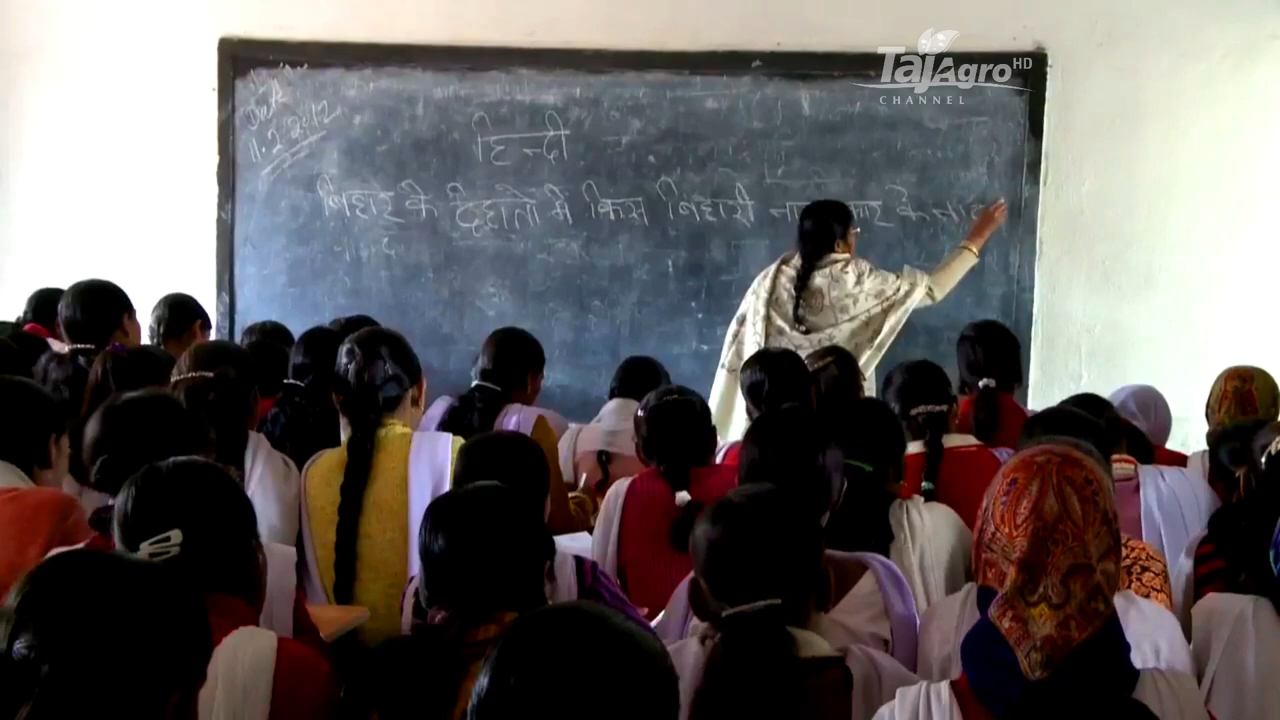 TajAgro HD
CHANNEL
Date
11.2.2012
हिन्दी
बिहार के देहातो में किस बिहारी के